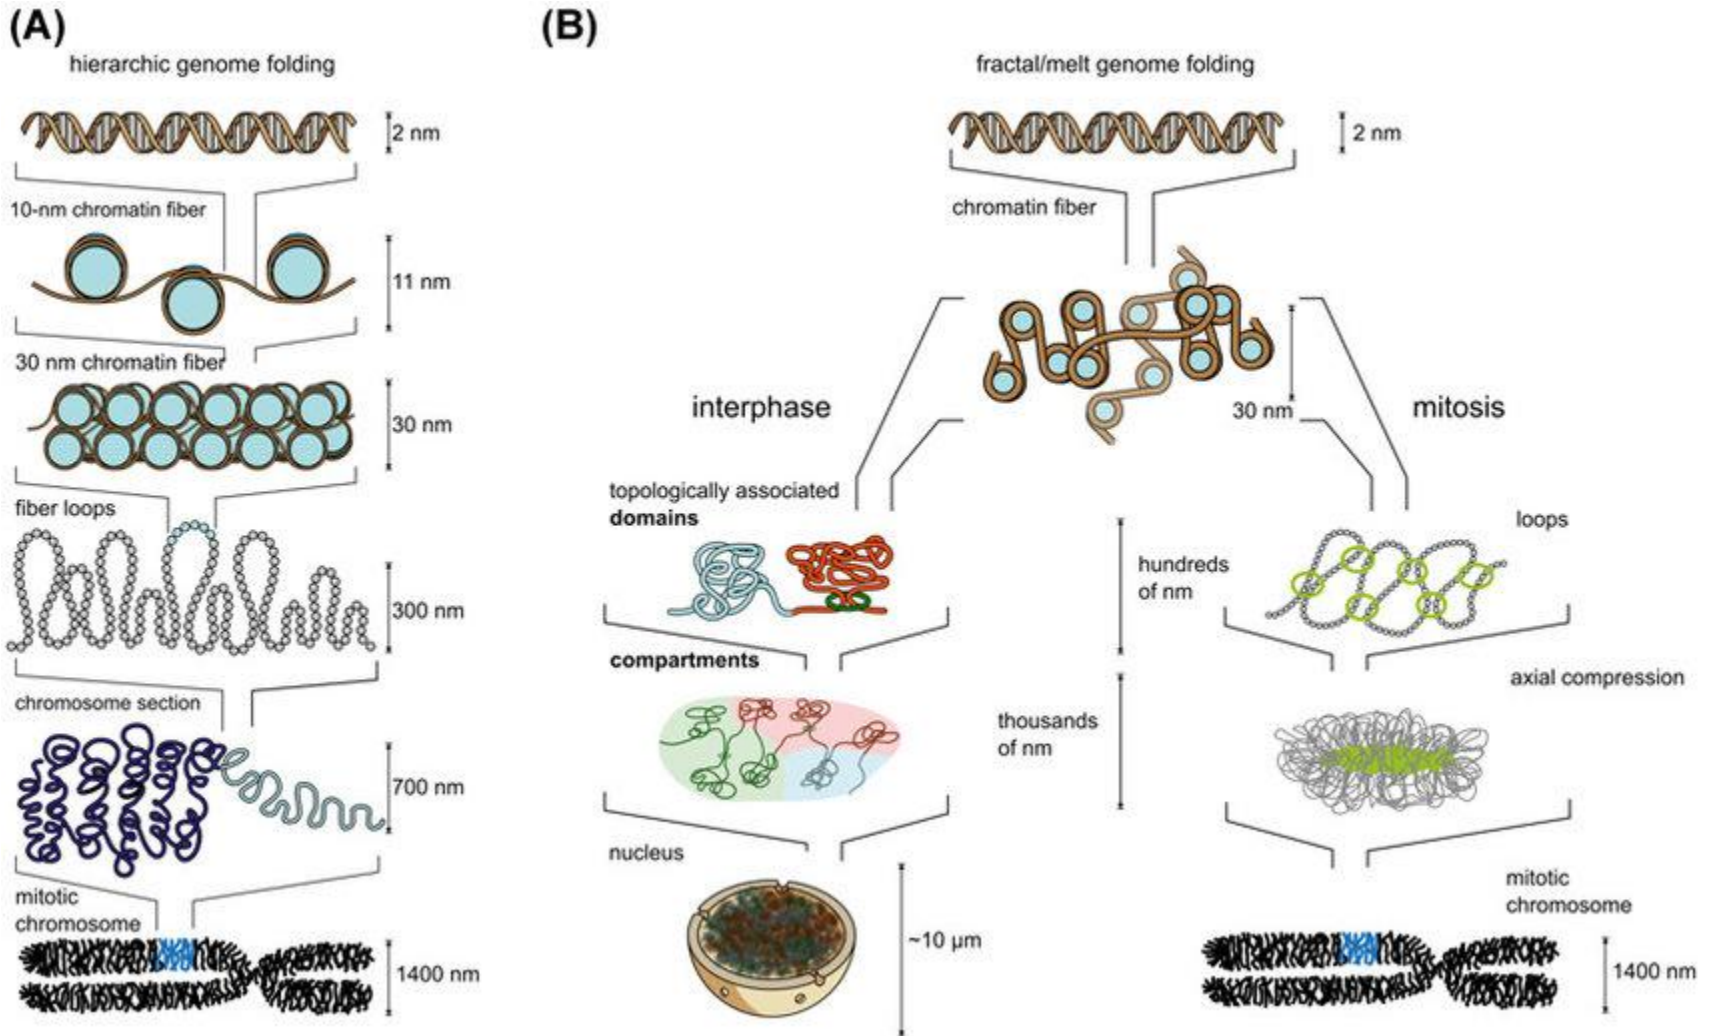 (A)
hierarchic genome folding
2 nm
10-nm chromatin fiber
11 nm
30 nm chromatin fiber
30 nm
fiber loops
300 nm
chromosome section
700 nm
mitotic
chromosome
1400 nm
(B)
fractal/melt genome folding
2 nm
chromatin fiber
30 nm
interphase
mitosis
topologically associated
domains
hundreds
of nm
loops
compartments
thousands
of nm
axial compression
nucleus
~10 µm
mitotic
chromosome
1400 nm